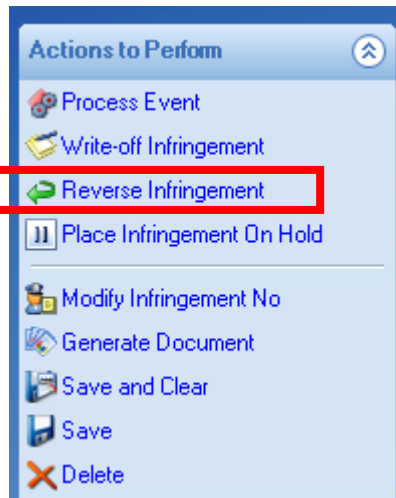 Actions to Perform
Process Event
Write-off Infringement
Reverse Infringement
Place Infringement On Hold
Modify Infringement No
Generate Document
Save and Clear
Save
Delete